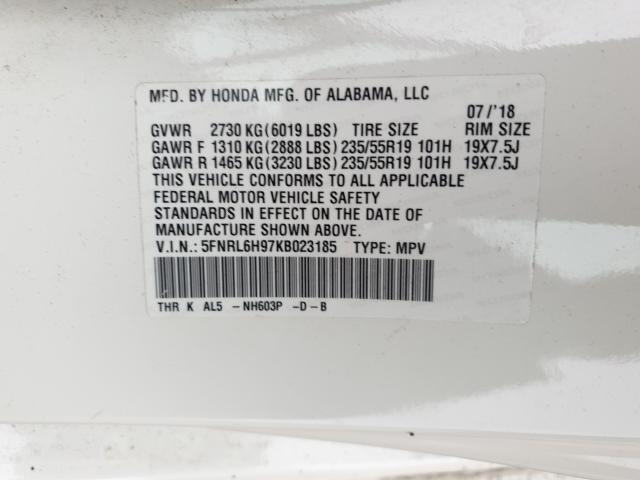 MFD. BY HONDA MFG. OF ALABAMA, LLC
07/'18
GVWR 2730 KG(6019 LBS) TIRE SIZE RIM SIZE
GAWR F 1310 KG(2888 LBS) 235/55R19 101H 19X7.5J
GAWR R 1465 KG(3230 LBS) 235/55R19 101H 19X7.5J
THIS VEHICLE CONFORMS TO ALL APPLICABLE
FEDERAL MOTOR VEHICLE SAFETY
STANDARDS IN EFFECT ON THE DATE OF
MANUFACTURE SHOWN ABOVE.
V.I.N.: 5FNRL6H97KB023185 TYPE: MPV
THR K AL5 -NH603P -D-B